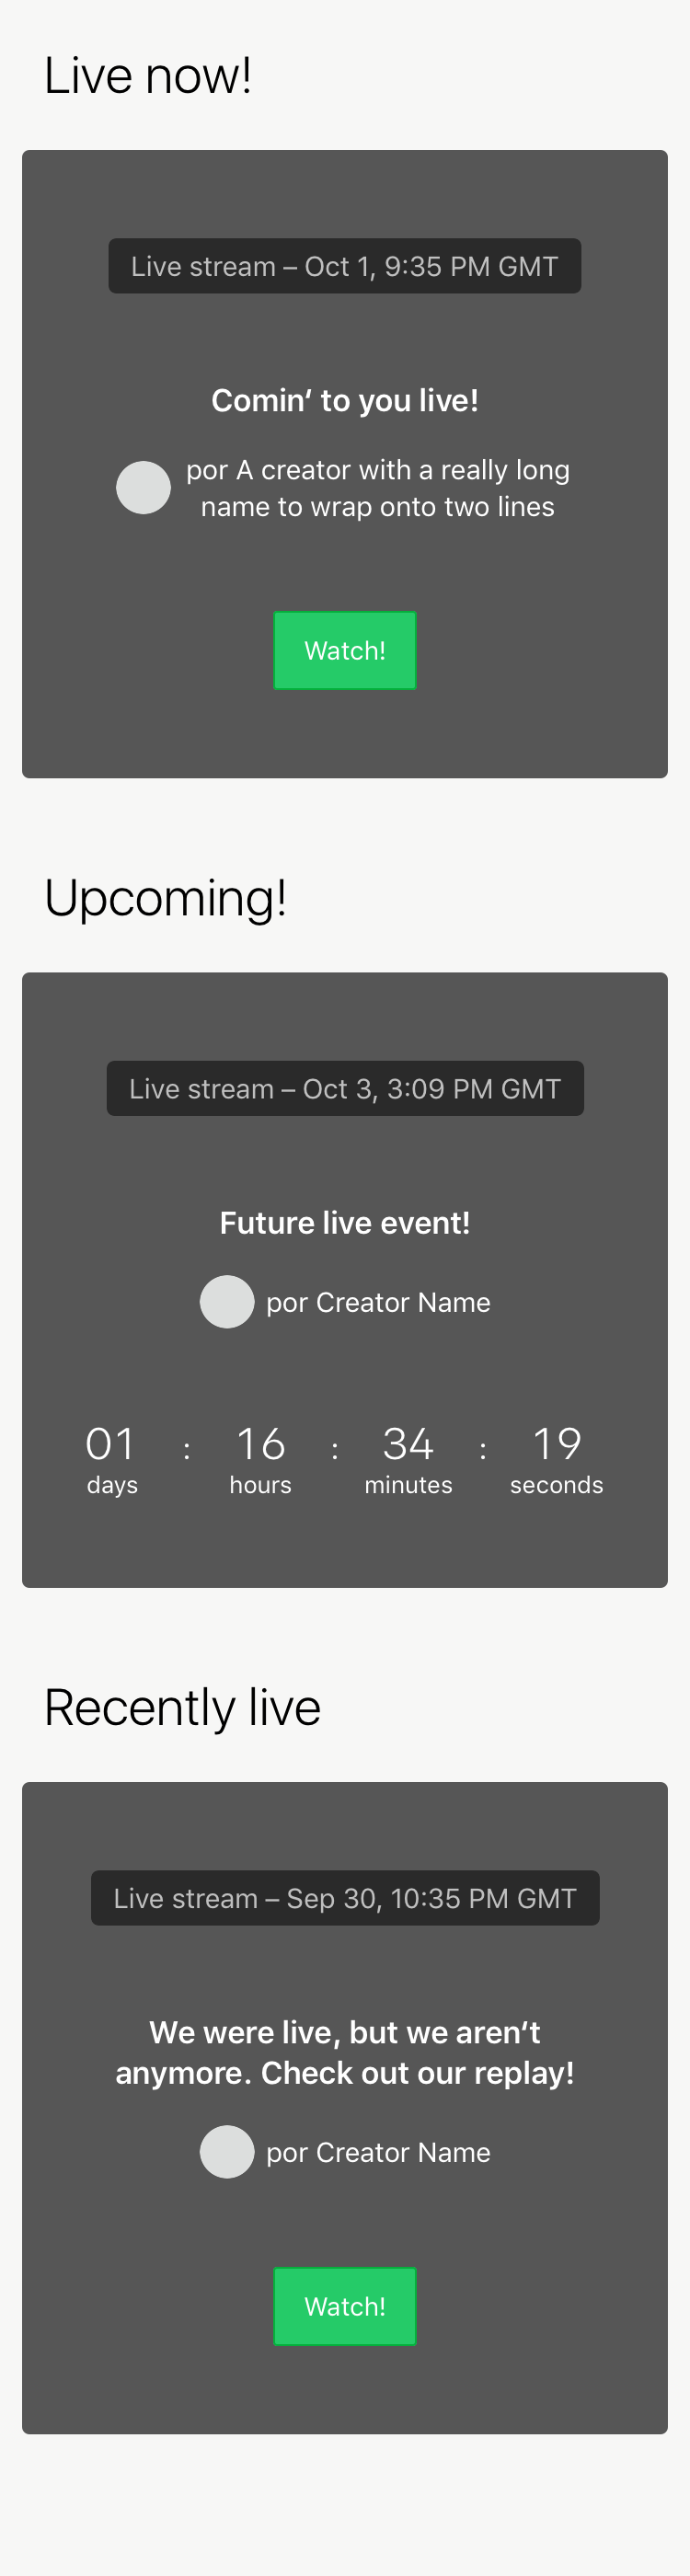 Live now!
Live stream – Oct 1, 9:35 PM GMT
Comin‘ to you live!
por A creator with a really long
name to wrap onto two lines
Watch!
Upcoming!
Live stream – Oct 3, 3:09 PM GMT
Future live event!
por Creator Name
01 : 16 : 34 : 19
days hours minutes seconds
Recently live
Live stream – Sep 30, 10:35 PM GMT
We were live, but we aren‘t
anymore. Check out our replay!
por Creator Name
Watch!